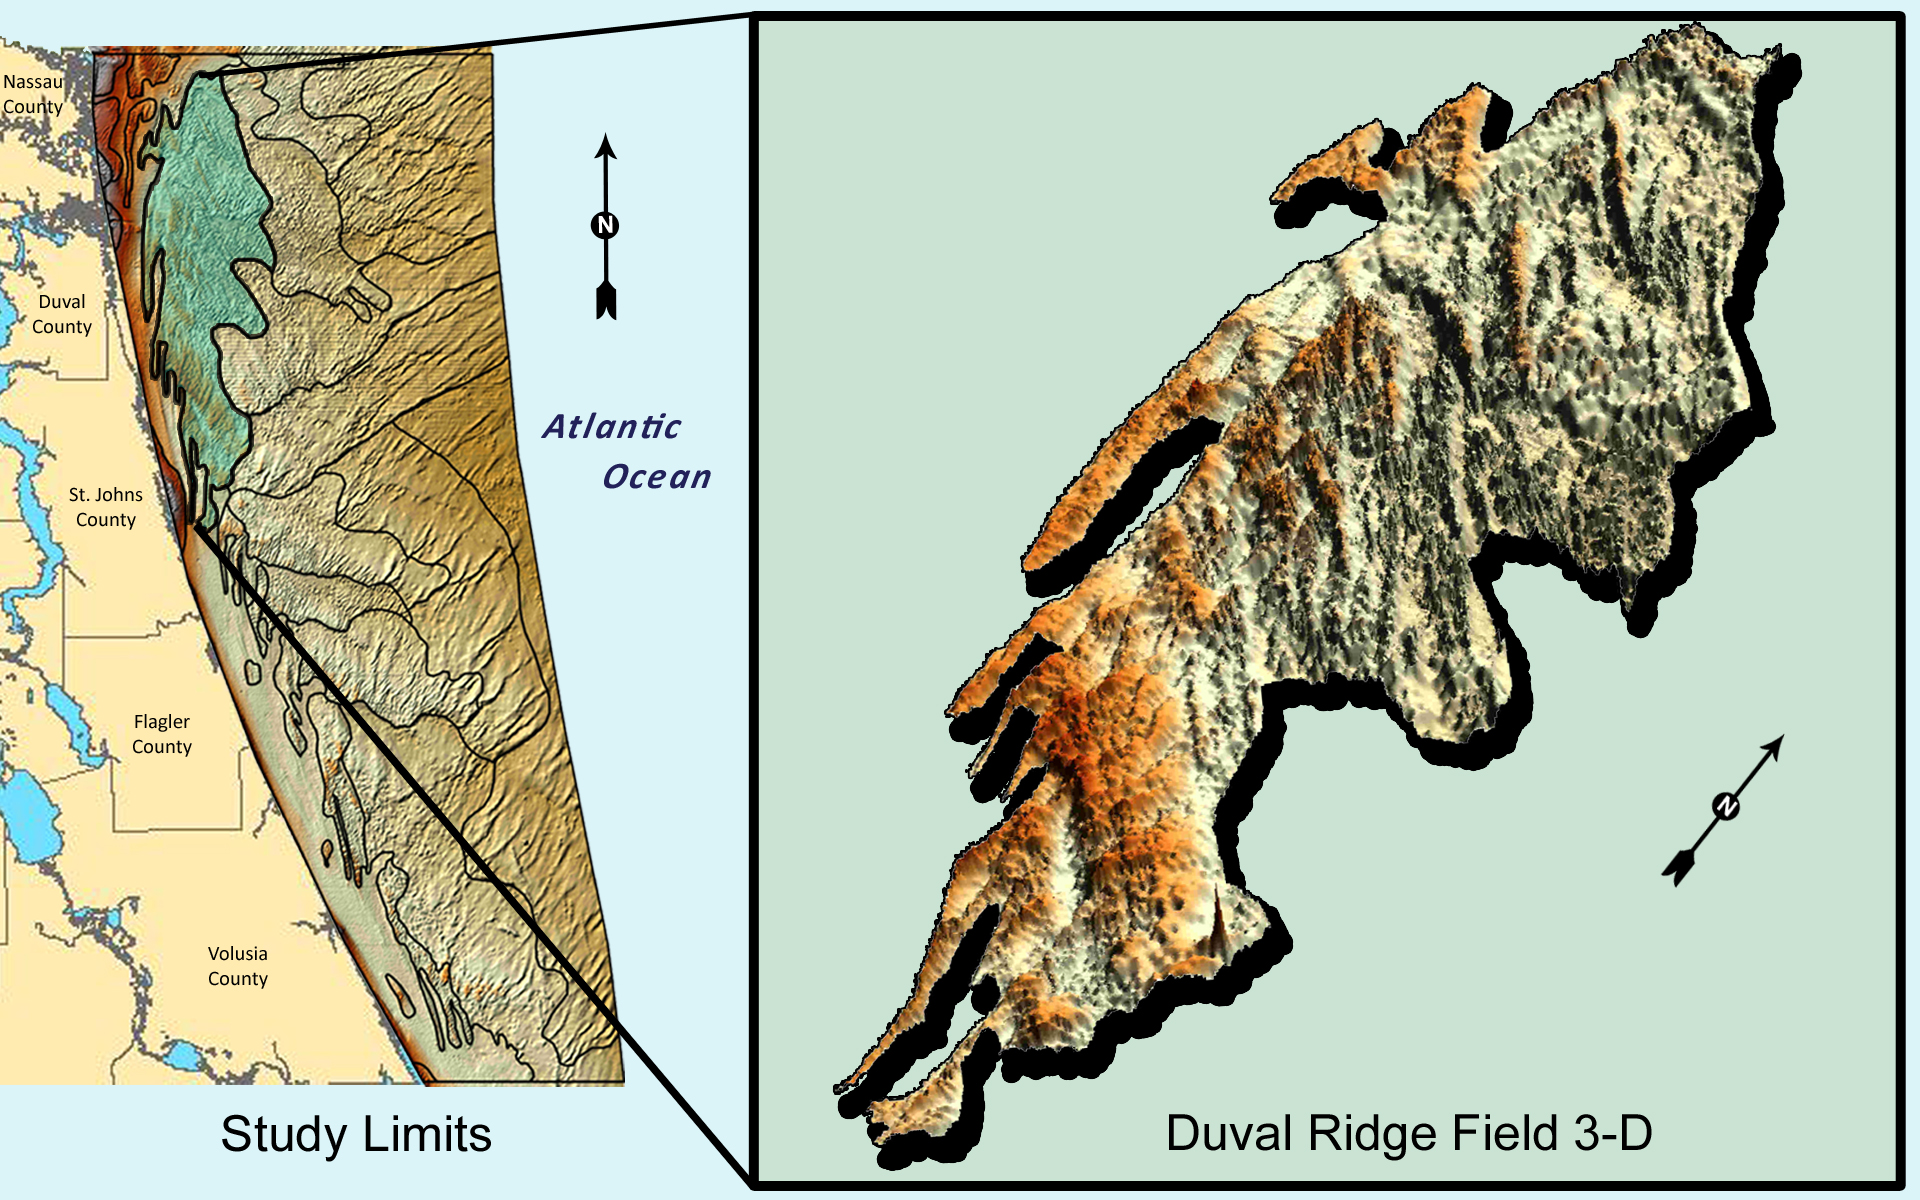 Nassau
County
Duval
County
St. Johns
County
Flagler
County
Volusia
County
N
Atlantic
Ocean
Study Limits
N
Duval Ridge Field 3-D